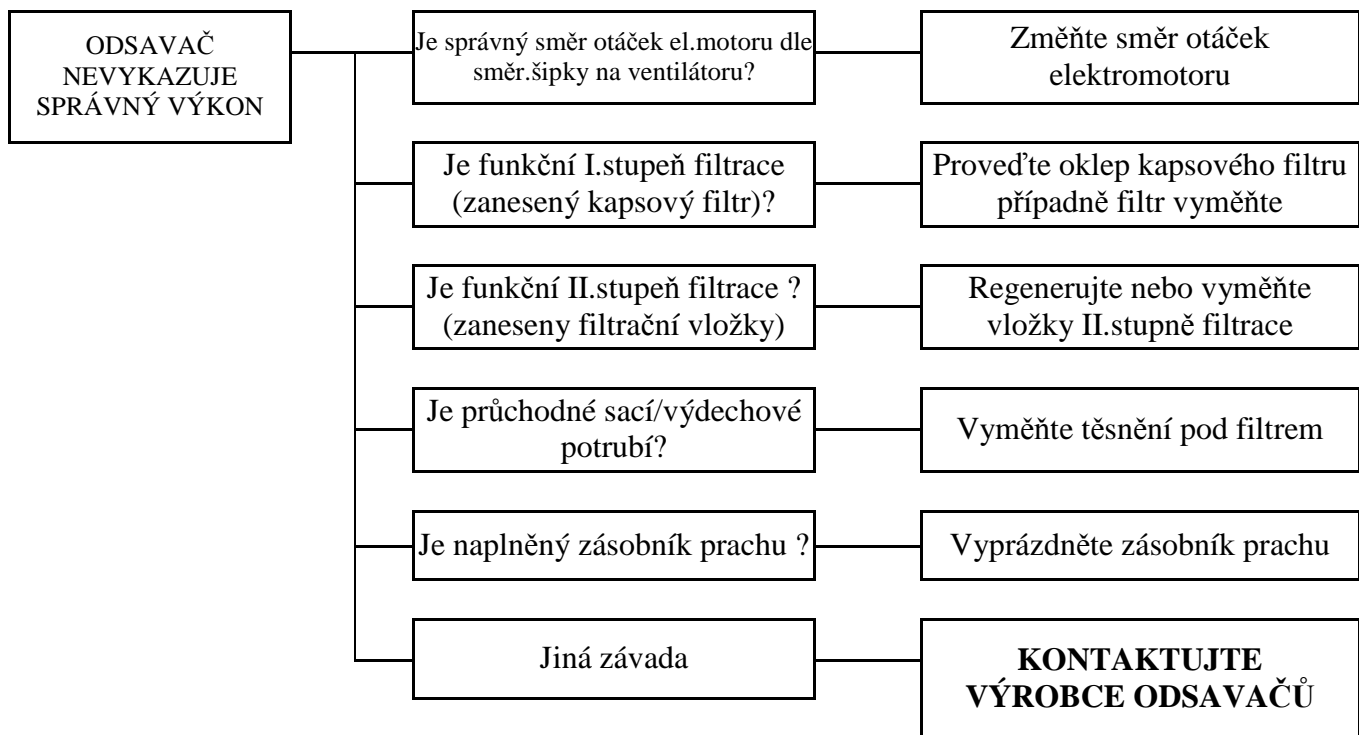 ODSAVAČ
NEVYKAZUJE
SPRÁVNÝ VÝKON
Je správný směr otáček el.motoru dle
směr.šipky na ventilátoru?
Změňte směr otáček
elektromotoru
Je funkční I.stupeň filtrace
(zanesený kapsový filtr)?
Proveďte oklep kapsového filtru
případně filtr vyměňte
Je funkční II.stupeň filtrace ?
(zaneseny filtrační vložky)
Regenerujte nebo vyměňte
vložky II.stupně filtrace
Je průchodné sací/výdechové
potrubí?
Vyměňte těsnění pod filtrem
Je naplněný zásobník prachu ?
Vyprázdněte zásobník prachu
Jiná závada
KONTAKTUJTE
VÝROBCE ODSAVAČŮ